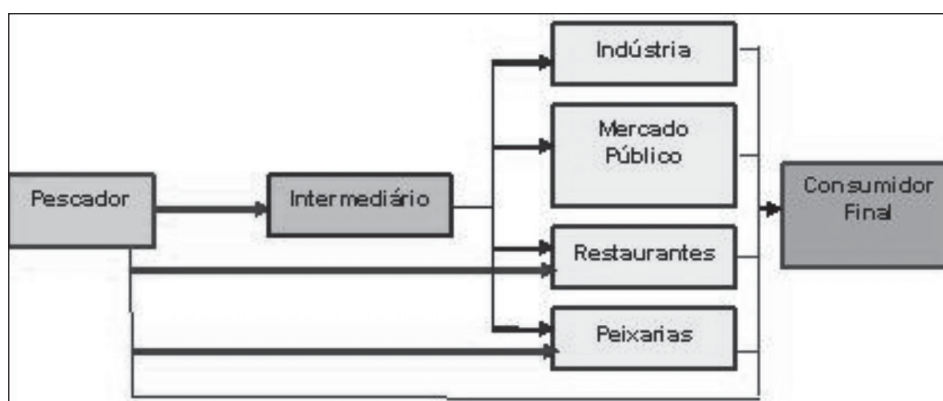 Pescador
Intermediário
Indústria
Mercado
Público
Restaurantes
Peixarias
Consumidor
Final